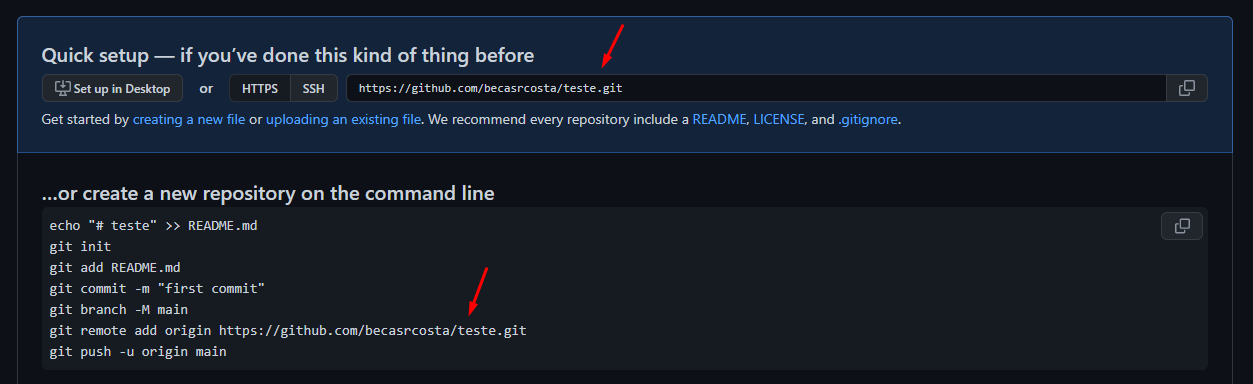 Quick setup — if you’ve done this kind of thing before
Set up in Desktop or HTTPS SSH https://github.com/becasrcosta/teste.git
Get started by creating a new file or uploading an existing file. We recommend every repository include a README, LICENSE, and .gitignore.
…or create a new repository on the command line
echo "# teste" >> README.md
git init
git add README.md
git commit -m "first commit"
git branch -M main
git remote add origin https://github.com/becasrcosta/teste.git
git push -u origin main